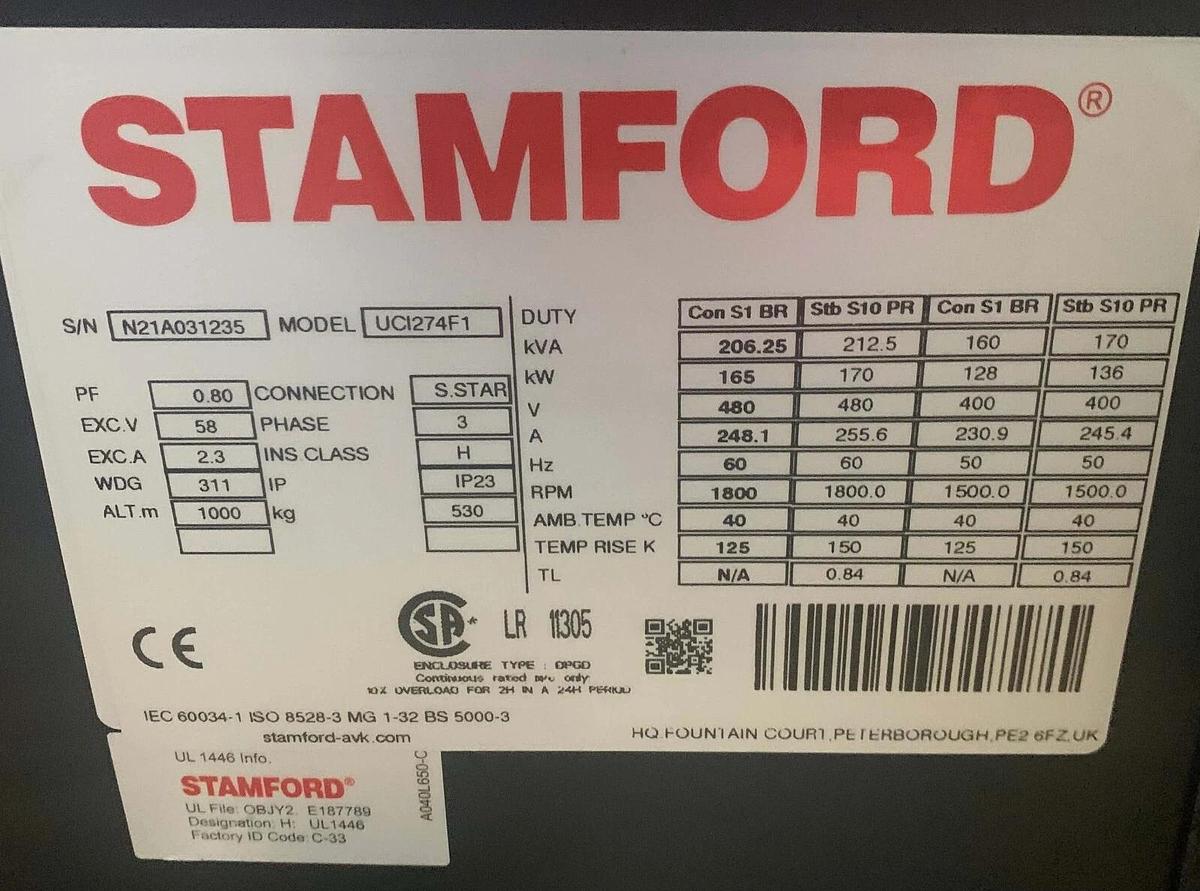 STAMFORD®
S/N N21A031235 MODEL UCI274F1
PF 0.80 CONNECTION S.STAR
EXC.V 58 PHASE 3
EXC.A 2.3 INS CLASS H
WDG 311 IP IP23
ALT.m 1000 kg 530
DUTY Con S1 BR Stb S10 PR Con S1 BR Stb S10 PR
kVA 206.25 212.5 160 170
kW 165 170 128 136
V 480 480 400 400
A 248.1 255.6 230.9 245.4
Hz 60 60 50 50
RPM 1800 1800.0 1500.0 1500.0
AMB.TEMP °C 40 40 40 40
TEMP RISE K 125 150 125 150
TL N/A 0.84 N/A 0.84
CE
SA LR 11305
ENCLOSURE TYPE : OPGD
Continuous rated m/c only
10% OVERLOAD FOR 2H IN A 24H PERIOD
IEC 60034-1 ISO 8528-3 MG 1-32 BS 5000-3
stamford-avk.com
HQ.FOUNTAIN COURT,PETERBOROUGH,PE2 6FZ,UK
UL 1446 Info.
STAMFORD®
UL File: OBJY2. E187789
Designation: H: UL1446
Factory ID Code: C-33
A040L650-C